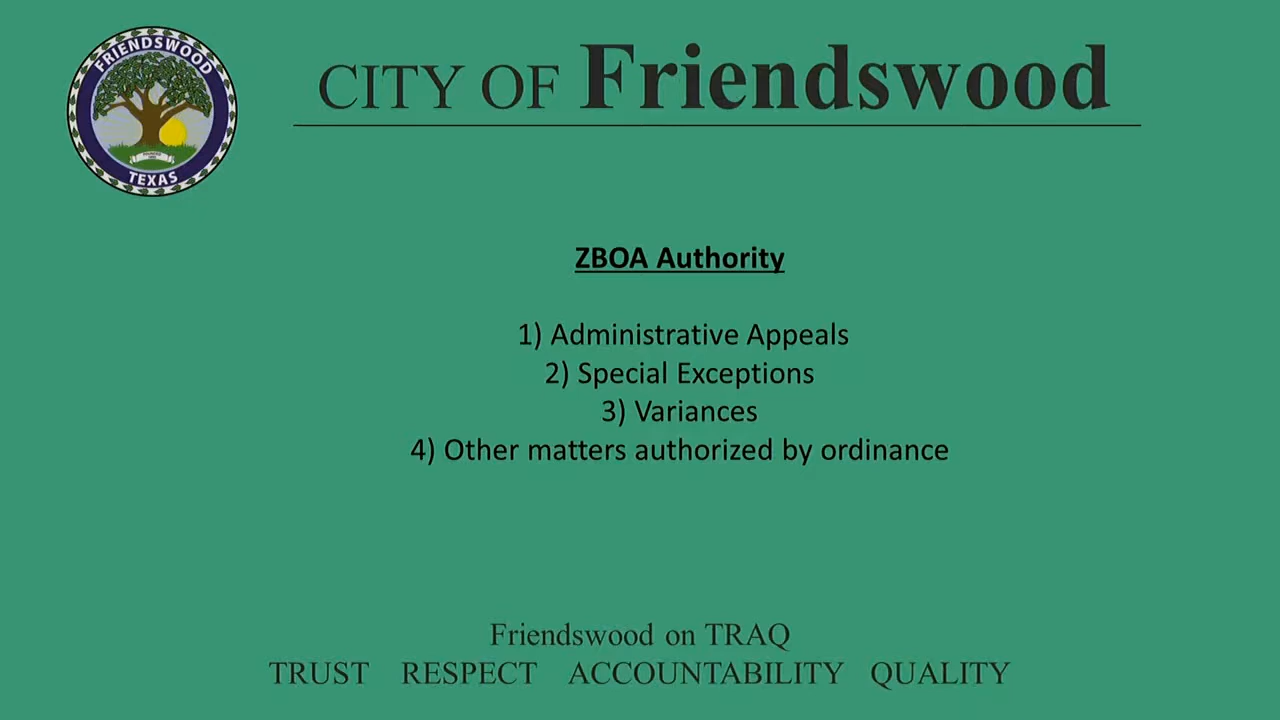 FRIENDSWOOD
TEXAS
CITY OF Friendswood
ZBOA Authority
1) Administrative Appeals
2) Special Exceptions
3) Variances
4) Other matters authorized by ordinance
Friendswood on TRAQ
TRUST RESPECT ACCOUNTABILITY QUALITY